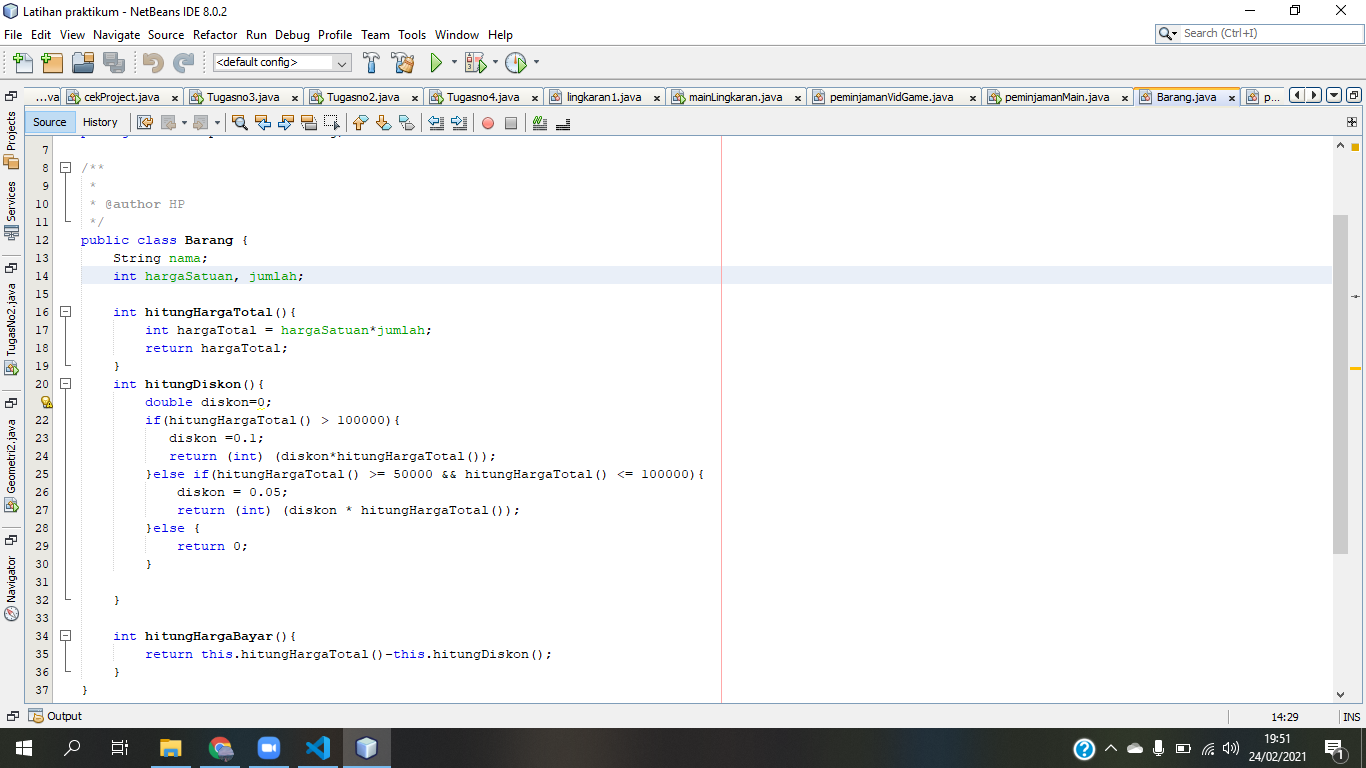 Latihan praktikum - NetBeans IDE 8.0.2
File Edit View Navigate Source Refactor Run Debug Profile Team Tools Window Help
Search (Ctrl+I)
<default config>
...va cekProject.java Tugasno3.java Tugasno2.java Tugasno4.java lingkaran1.java mainLingkaran.java peminjamanVidGame.java peminjamanMain.java Barang.java p...
Source History
Projects
Services
TugasNo2.java
Geometri2.java
Navigator
7
8 /**
9 *
10 * @author HP
11 */
12 public class Barang {
13 String nama;
14 int hargaSatuan, jumlah;
15
16 int hitungHargaTotal(){
17 int hargaTotal = hargaSatuan*jumlah;
18 return hargaTotal;
19 }
20 int hitungDiskon(){
double diskon=0;
22 if(hitungHargaTotal() > 100000){
23 diskon =0.1;
24 return (int) (diskon*hitungHargaTotal());
25 }else if(hitungHargaTotal() >= 50000 && hitungHargaTotal() <= 100000){
26 diskon = 0.05;
27 return (int) (diskon * hitungHargaTotal());
28 }else {
29 return 0;
30 }
31
32 }
33
34 int hitungHargaBayar(){
35 return this.hitungHargaTotal()-this.hitungDiskon();
36 }
37 }
Output
14:29 INS
19:51
24/02/2021
1